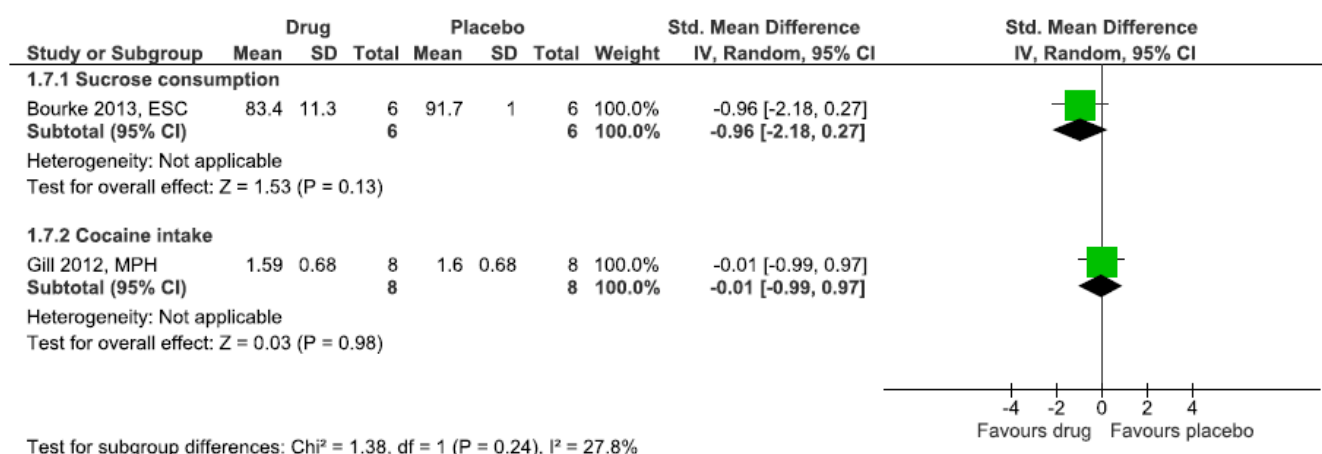 Drug Placebo Std. Mean Difference Std. Mean Difference
Study or Subgroup Mean SD Total Mean SD Total Weight IV, Random, 95% CI IV, Random, 95% CI
1.7.1 Sucrose consumption
Bourke 2013, ESC 83.4 11.3 6 91.7 1 6 100.0% -0.96 [-2.18, 0.27]
Subtotal (95% CI) 6 6 100.0% -0.96 [-2.18, 0.27]
Heterogeneity: Not applicable
Test for overall effect: Z = 1.53 (P = 0.13)
1.7.2 Cocaine intake
Gill 2012, MPH 1.59 0.68 8 1.6 0.68 8 100.0% -0.01 [-0.99, 0.97]
Subtotal (95% CI) 8 8 100.0% -0.01 [-0.99, 0.97]
Heterogeneity: Not applicable
Test for overall effect: Z = 0.03 (P = 0.98)
-4 -2 0 2 4
Favours drug Favours placebo
Test for subgroup differences: Chi² = 1.38, df = 1 (P = 0.24), I² = 27.8%